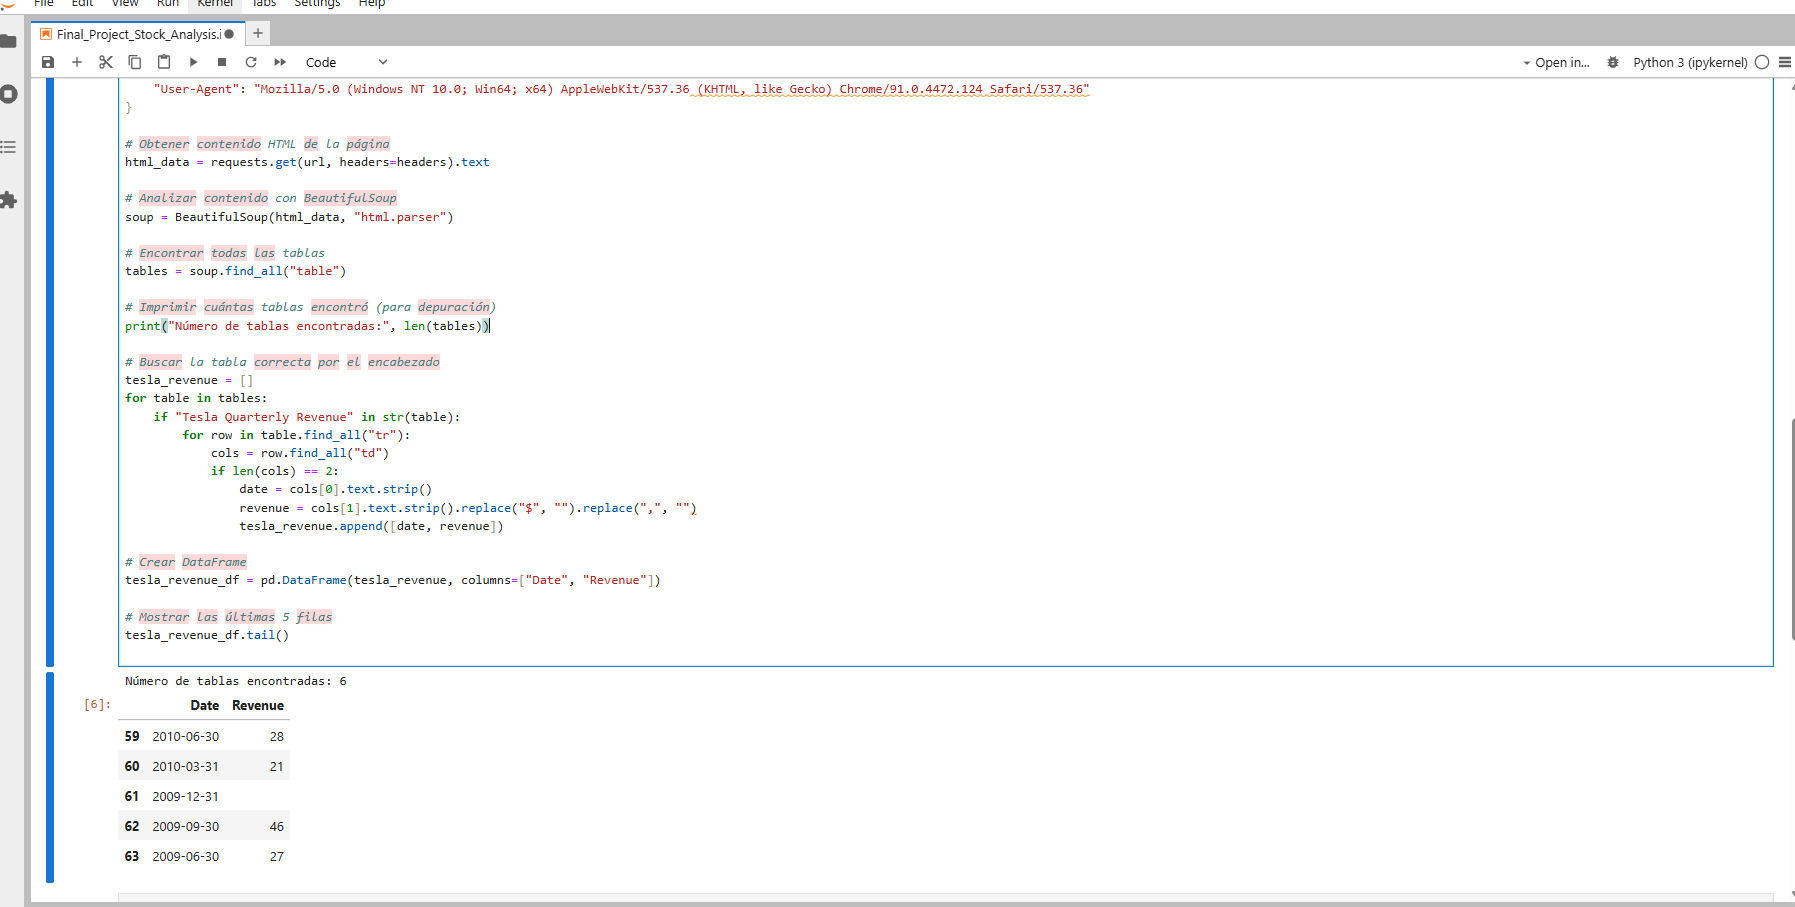 File Edit View Run Kernel Tabs Settings Help
Final_Project_Stock_Analysis.i
Code
Open in... Python 3 (ipykernel)
"User-Agent": "Mozilla/5.0 (Windows NT 10.0; Win64; x64) AppleWebKit/537.36 (KHTML, like Gecko) Chrome/91.0.4472.124 Safari/537.36"
}
# Obtener contenido HTML de la página
html_data = requests.get(url, headers=headers).text
# Analizar contenido con BeautifulSoup
soup = BeautifulSoup(html_data, "html.parser")
# Encontrar todas las tablas
tables = soup.find_all("table")
# Imprimir cuántas tablas encontró (para depuración)
print("Número de tablas encontradas:", len(tables))
# Buscar la tabla correcta por el encabezado
tesla_revenue = []
for table in tables:
if "Tesla Quarterly Revenue" in str(table):
for row in table.find_all("tr"):
cols = row.find_all("td")
if len(cols) == 2:
date = cols[0].text.strip()
revenue = cols[1].text.strip().replace("$", "").replace(",", "")
tesla_revenue.append([date, revenue])
# Crear DataFrame
tesla_revenue_df = pd.DataFrame(tesla_revenue, columns=["Date", "Revenue"])
# Mostrar las últimas 5 filas
tesla_revenue_df.tail()
Número de tablas encontradas: 6
[6]: Date Revenue
59 2010-06-30 28
60 2010-03-31 21
61 2009-12-31
62 2009-09-30 46
63 2009-06-30 27